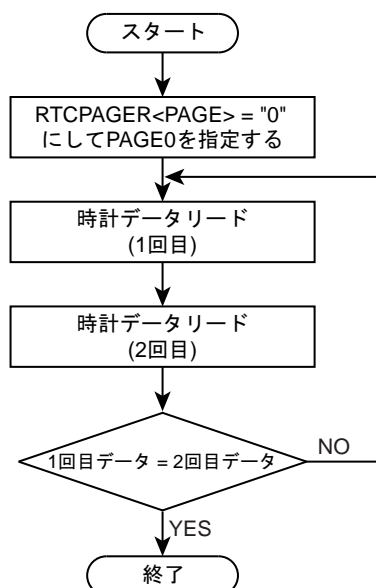 スタート
RTCPAGER<PAGE> = "0"
にしてPAGE0を指定する
時計データリード
(1回目)
時計データリード
(2回目)
1回目データ = 2回目データ
NO
YES
終了